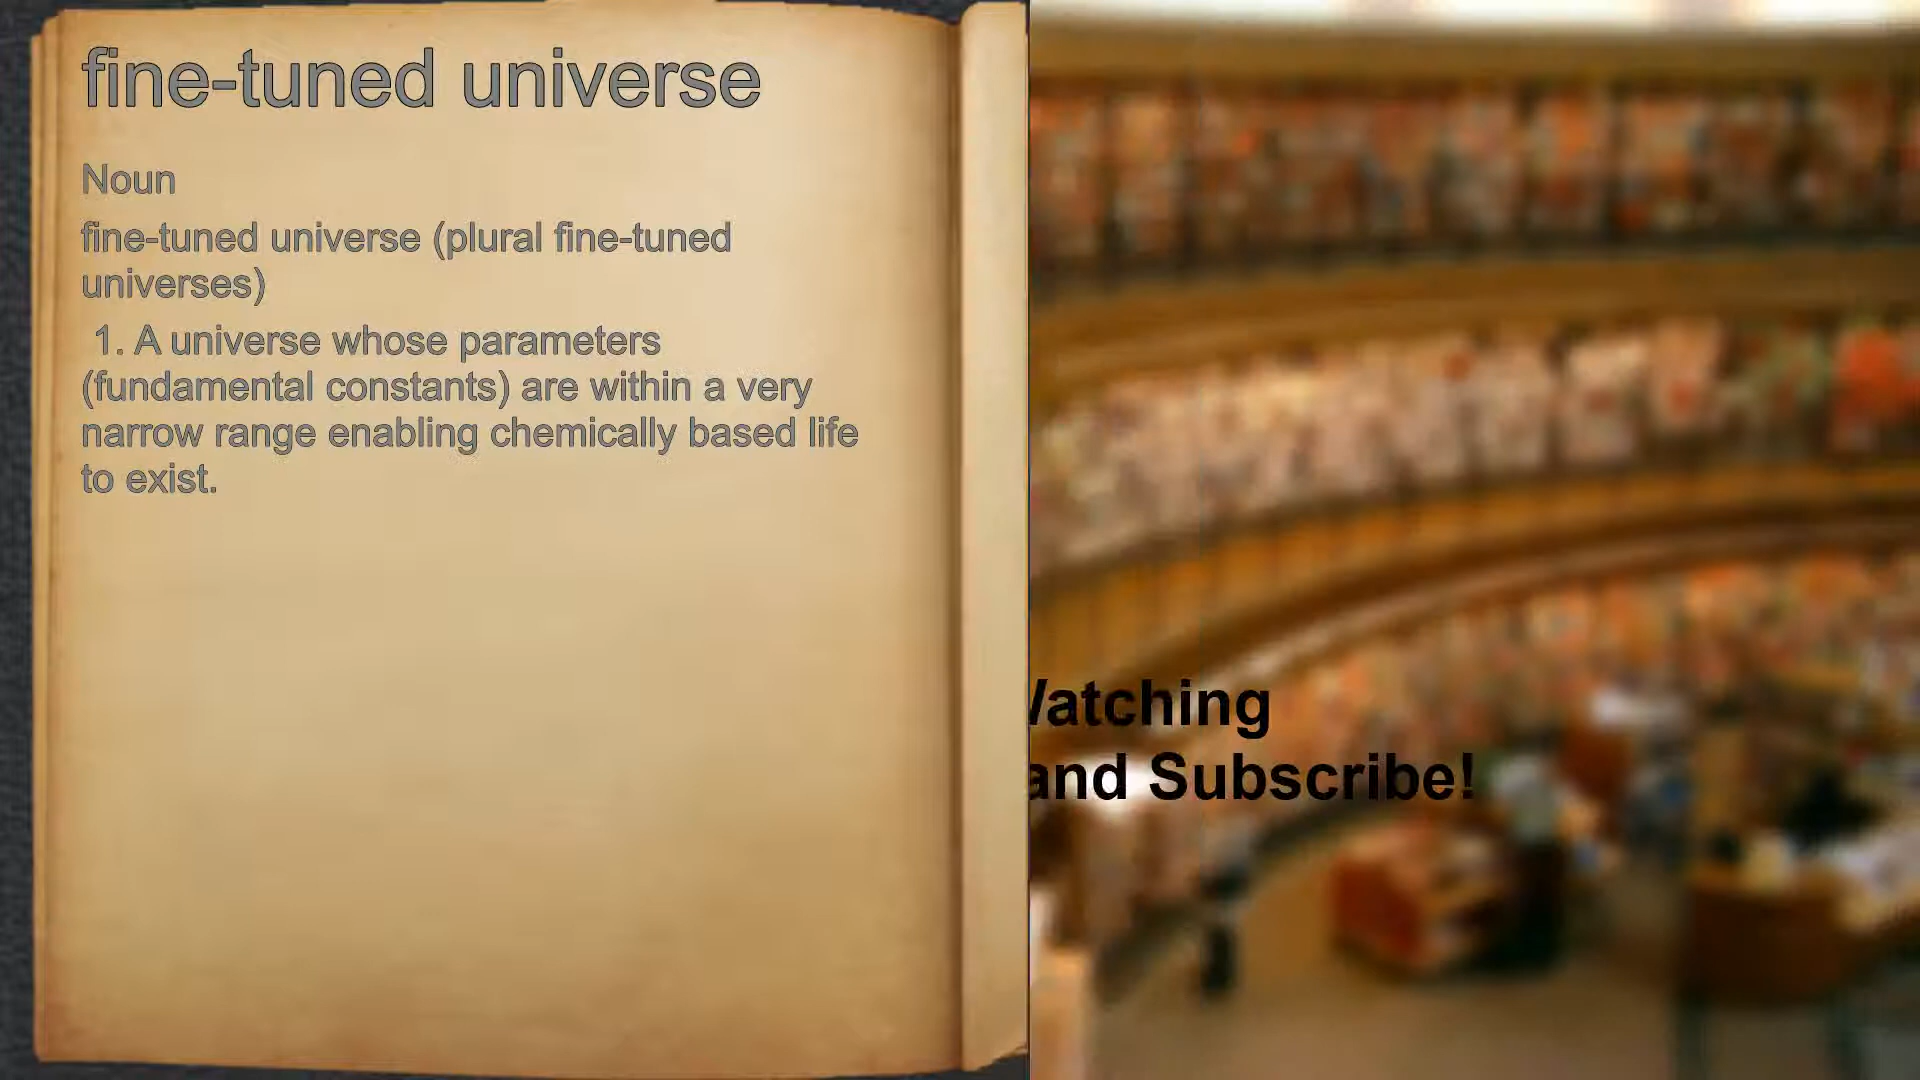 fine-tuned universe
Noun
fine-tuned universe (plural fine-tuned
universes)
1. A universe whose parameters
(fundamental constants) are within a very
narrow range enabling chemically based life
to exist.
and Subscribe!